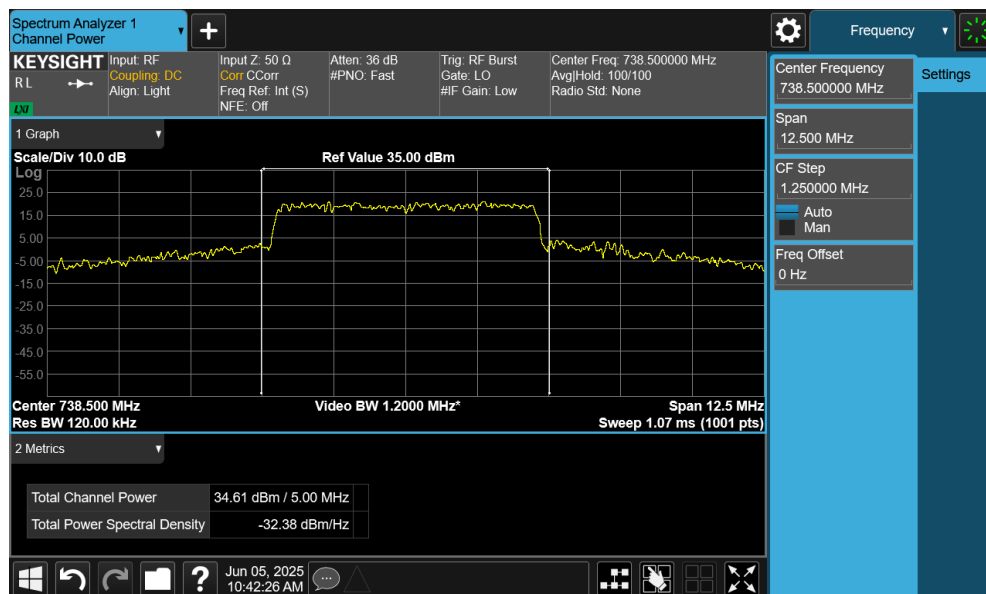 Spectrum Analyzer 1
Channel Power
+
Frequency
KEYSIGHT
R L
LXI
Input: RF
Coupling: DC
Align: Light
Input Z: 50 Ω
Corr CCorr
Freq Ref: Int (S)
NFE: Off
Atten: 36 dB
#PNO: Fast
Trig: RF Burst
Gate: LO
#IF Gain: Low
Center Freq: 738.500000 MHz
Avg|Hold: 100/100
Radio Std: None
Center Frequency
738.500000 MHz
Settings
Span
12.500 MHz
CF Step
1.250000 MHz
Auto
Man
Freq Offset
0 Hz
1 Graph
Scale/Div 10.0 dB
Ref Value 35.00 dBm
Log
25.0
15.0
5.00
-5.00
-15.0
-25.0
-35.0
-45.0
-55.0
Center 738.500 MHz
Video BW 1.2000 MHz*
Span 12.5 MHz
Res BW 120.00 kHz
Sweep 1.07 ms (1001 pts)
2 Metrics
Total Channel Power 34.61 dBm / 5.00 MHz
Total Power Spectral Density -32.38 dBm/Hz
?
Jun 05, 2025
10:42:26 AM